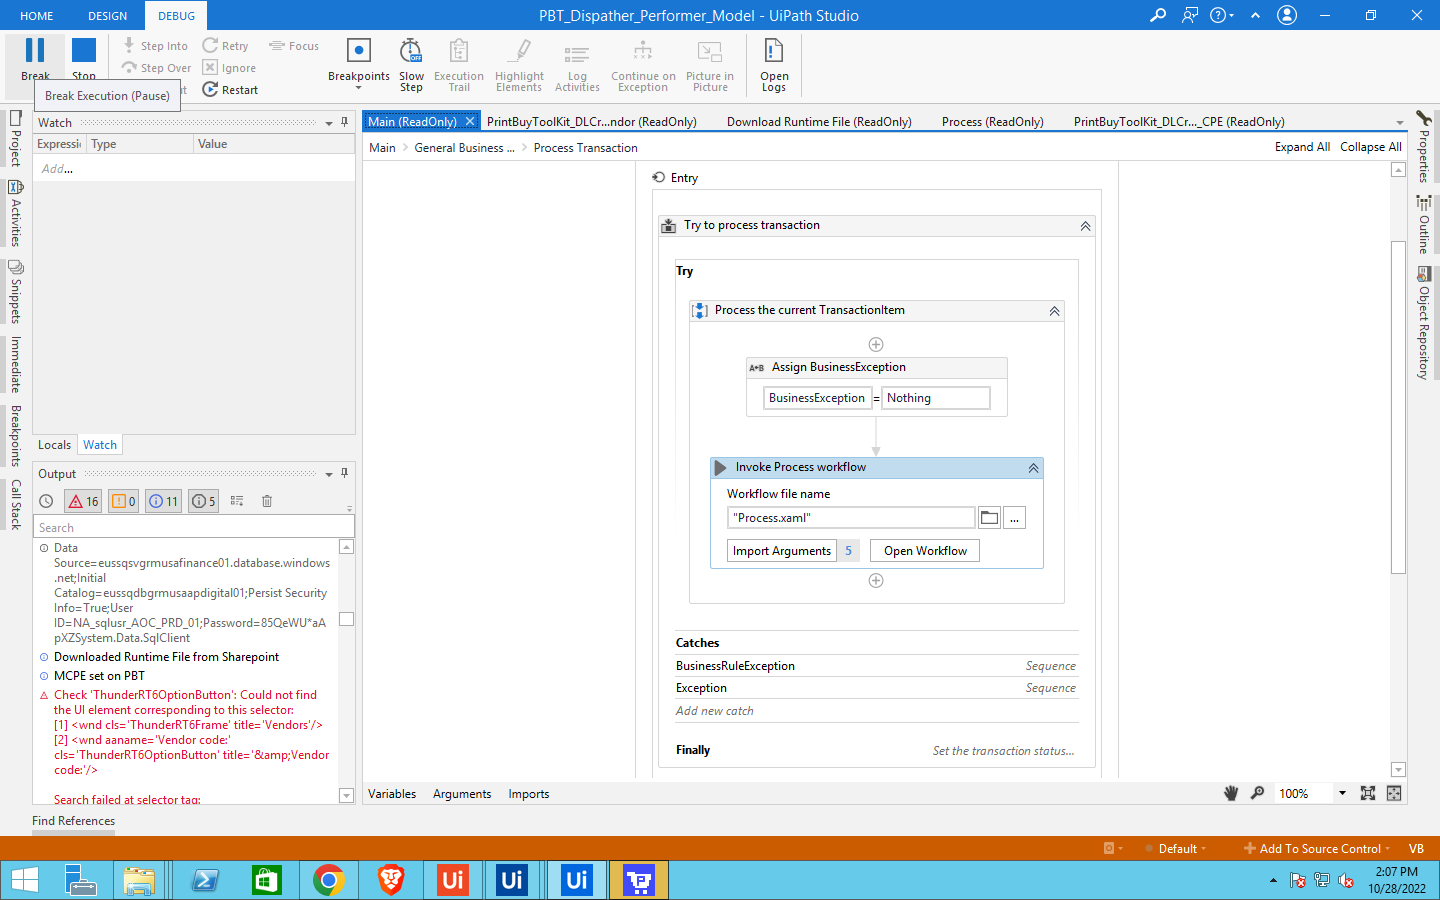 HOME
DESIGN
DEBUG
PBT_Dispather_Performer_Model - UiPath Studio
Break
Stop
Step Into
Step Over
Retry
Ignore
Restart
Focus
Breakpoints
Slow Step
Execution Trail
Highlight Elements
Log Activities
Continue on Exception
Picture in Picture
Open Logs
Break Execution (Pause)
Project
Activities
Snippets
Immediate
Breakpoints
Call Stack
Watch
Expressi
Type
Value
Add...
Locals
Watch
Output
16
0
11
5
Search
Data
Source=eussqsvgrmusafinance01.database.windows
.net;Initial
Catalog=eussqdbgrmusaapdigital01;Persist Security
Info=True;User
ID=NA_sqlusr_AOC_PRD_01;Password=85QeWU*aA
pXZSystem.Data.SqlClient
Downloaded Runtime File from Sharepoint
MCPE set on PBT
Check 'ThunderRT6OptionButton': Could not find
the UI element corresponding to this selector:
[1] <wnd cls='ThunderRT6Frame' title='Vendors'/>
[2] <wnd aaname='Vendor code:'
cls='ThunderRT6OptionButton' title='&amp;Vendor
code:'/>
Search failed at selector tag:
Find References
Main (ReadOnly)
PrintBuyToolKit_DLCr...ndor (ReadOnly)
Download Runtime File (ReadOnly)
Process (ReadOnly)
PrintBuyToolKit_DLCr..._CPE (ReadOnly)
Main > General Business ... > Process Transaction
Expand All
Collapse All
Entry
Try to process transaction
Try
Process the current TransactionItem
A+B Assign BusinessException
BusinessException = Nothing
Invoke Process workflow
Workflow file name
"Process.xaml"
...
Import Arguments 5
Open Workflow
Catches
BusinessRuleException Sequence
Exception Sequence
Add new catch
Finally Set the transaction status...
Variables
Arguments
Imports
100%
Properties
Outline
Object Repository
Default
Add To Source Control
VB
Ui
Ui
Ui
2:07 PM
10/28/2022